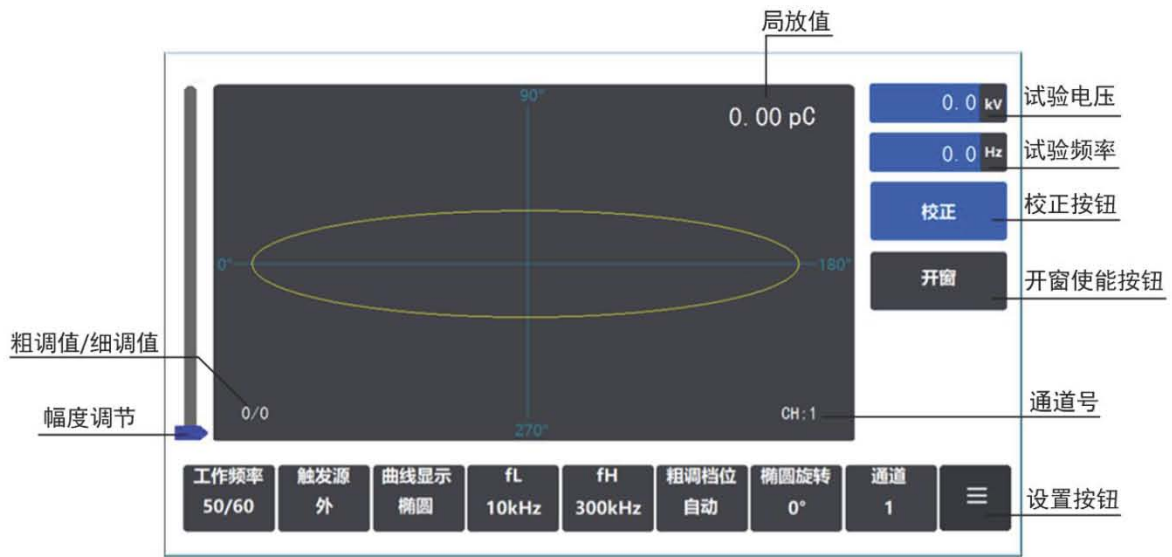 局放值
90°
0.00 pC
0.0 kV
试验电压
0.0 Hz
试验频率
校正
校正按钮
0°
180°
开窗
开窗使能按钮
粗调值/细调值
0/0
CH:1
通道号
幅度调节
270°
工作频率
50/60
触发源
外
曲线显示
椭圆
fL
10kHz
fH
300kHz
粗调档位
自动
椭圆旋转
0°
通道
1
设置按钮